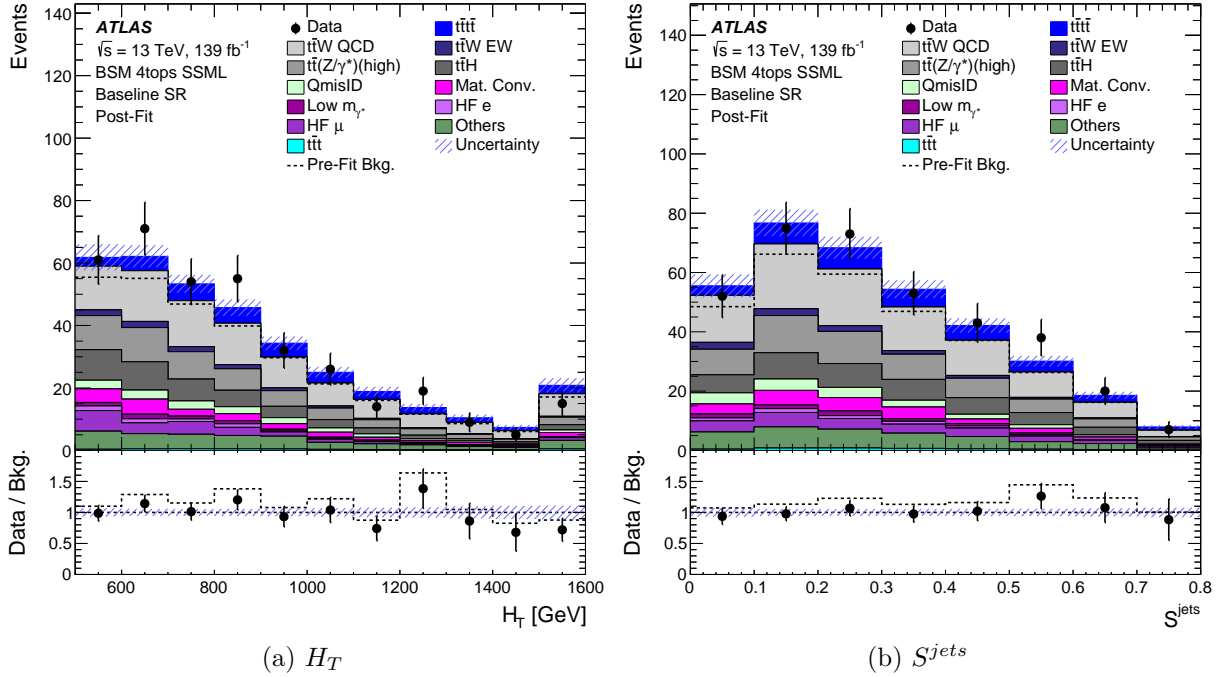 Events
140
120
100
80
60
40
20
0
ATLAS
√s = 13 TeV, 139 fb⁻¹
BSM 4tops SSML
Baseline SR
Post-Fit
Data
tt̄tt̄
tt̄W QCD
tt̄W EW
tt̄(Z/γ*)(high)
tt̄H
QmisID
Mat. Conv.
Low m_γ*
HF e
HF μ
Others
tt̄t
Uncertainty
Pre-Fit Bkg.
Data / Bkg.
1.5
1
0.5
0
600 800 1000 1200 1400 1600
H_T [GeV]
(a) H_T
Events
140
120
100
80
60
40
20
0
ATLAS
√s = 13 TeV, 139 fb⁻¹
BSM 4tops SSML
Baseline SR
Post-Fit
Data
tt̄tt̄
tt̄W QCD
tt̄W EW
tt̄(Z/γ*)(high)
tt̄H
QmisID
Mat. Conv.
Low m_γ*
HF e
HF μ
Others
tt̄t
Uncertainty
Pre-Fit Bkg.
Data / Bkg.
1.5
1
0.5
0
0 0.1 0.2 0.3 0.4 0.5 0.6 0.7 0.8
S^jets
(b) S^jets